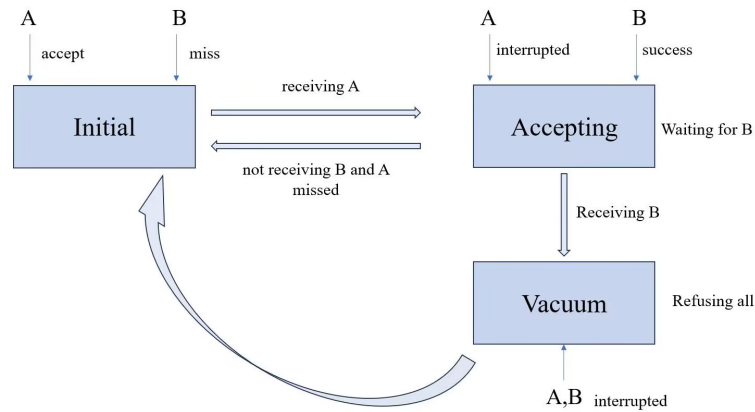 A
B
A
B
accept
miss
interrupted
success
receiving A
Initial
Accepting
Waiting for B
not receiving B and A
missed
Receiving B
Vacuum
Refusing all
A,B interrupted